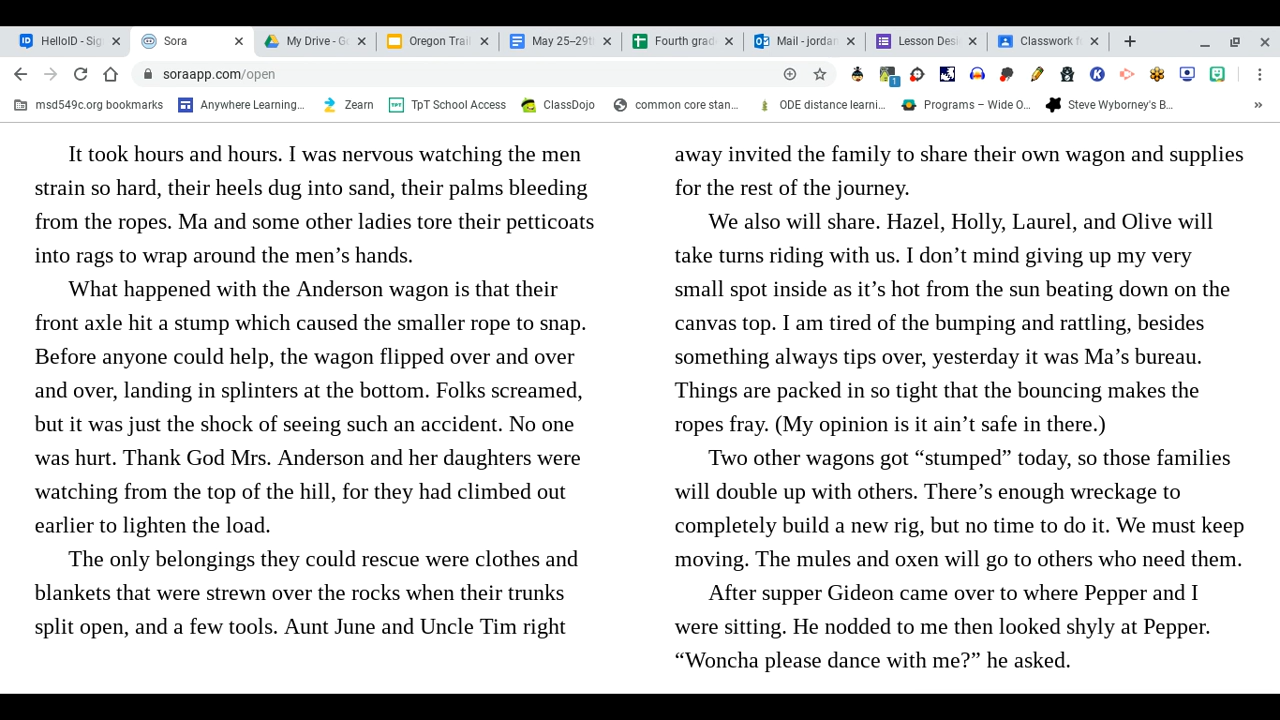 HelloID - Sig
Sora
My Drive - Go
Oregon Trail
May 25–29th
Fourth grad
Mail - jordan
Lesson Desi
Classwork f
soraapp.com/open
msd549c.org bookmarks
Anywhere Learning...
Zearn
TpT School Access
ClassDojo
common core stan...
ODE distance learni...
Programs – Wide O...
Steve Wyborney's B...
It took hours and hours. I was nervous watching the men
strain so hard, their heels dug into sand, their palms bleeding
from the ropes. Ma and some other ladies tore their petticoats
into rags to wrap around the men’s hands.
What happened with the Anderson wagon is that their
front axle hit a stump which caused the smaller rope to snap.
Before anyone could help, the wagon flipped over and over
and over, landing in splinters at the bottom. Folks screamed,
but it was just the shock of seeing such an accident. No one
was hurt. Thank God Mrs. Anderson and her daughters were
watching from the top of the hill, for they had climbed out
earlier to lighten the load.
The only belongings they could rescue were clothes and
blankets that were strewn over the rocks when their trunks
split open, and a few tools. Aunt June and Uncle Tim right
away invited the family to share their own wagon and supplies
for the rest of the journey.
We also will share. Hazel, Holly, Laurel, and Olive will
take turns riding with us. I don’t mind giving up my very
small spot inside as it’s hot from the sun beating down on the
canvas top. I am tired of the bumping and rattling, besides
something always tips over, yesterday it was Ma’s bureau.
Things are packed in so tight that the bouncing makes the
ropes fray. (My opinion is it ain’t safe in there.)
Two other wagons got “stumped” today, so those families
will double up with others. There’s enough wreckage to
completely build a new rig, but no time to do it. We must keep
moving. The mules and oxen will go to others who need them.
After supper Gideon came over to where Pepper and I
were sitting. He nodded to me then looked shyly at Pepper.
“Woncha please dance with me?” he asked.